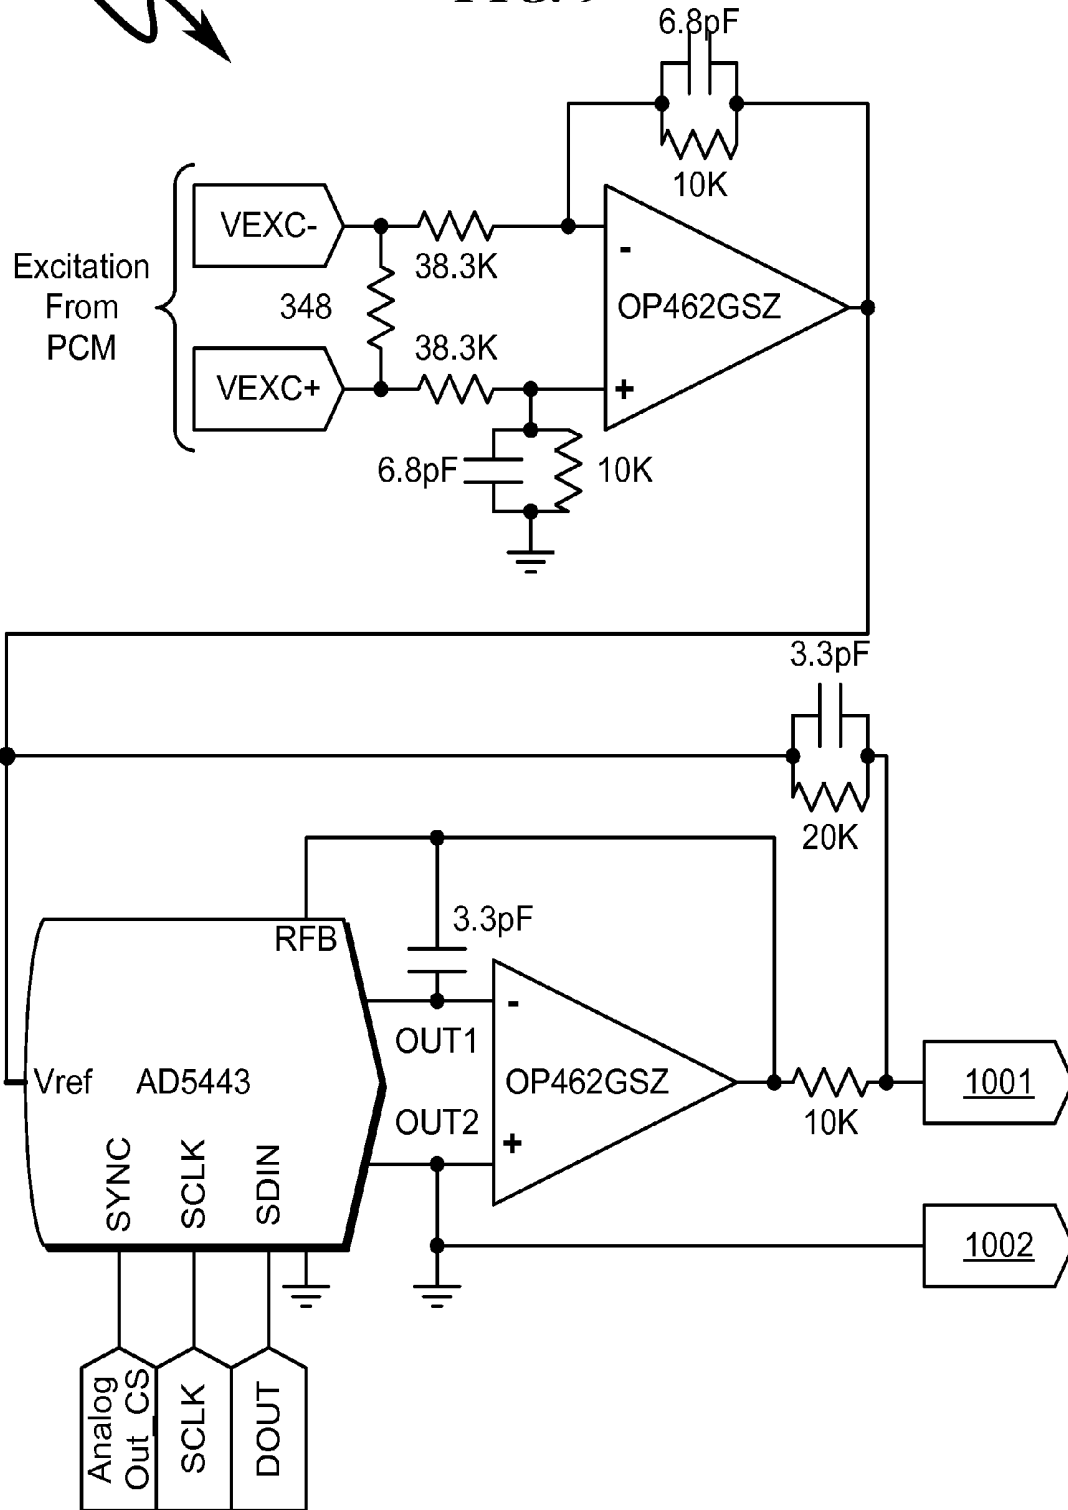 6.8pF
10K
VEXC-
38.3K
Excitation
From
PCM
348
-
OP462GSZ
38.3K
VEXC+
+
6.8pF
10K
3.3pF
20K
RFB
3.3pF
-
OUT1
Vref
AD5443
OP462GSZ
1001
10K
OUT2
+
SYNC
SCLK
SDIN
1002
Analog
Out_CS
SCLK
DOUT